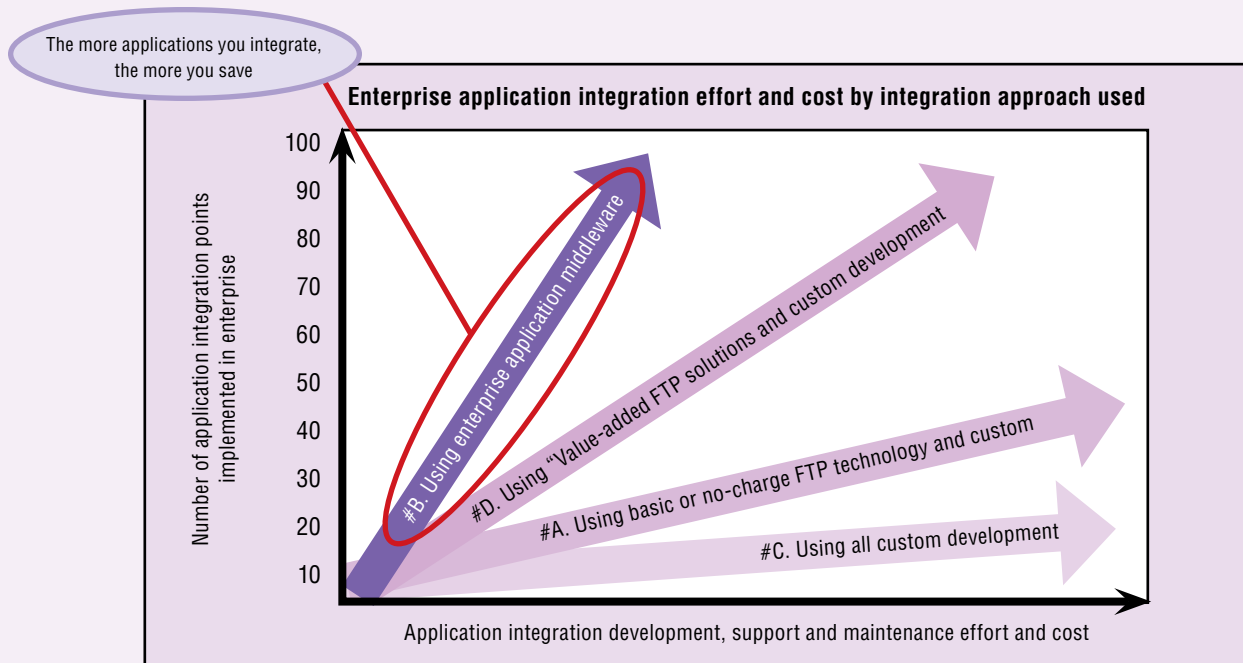 The more applications you integrate,
the more you save
Enterprise application integration effort and cost by integration approach used
Number of application integration points
implemented in enterprise
100
90
80
70
60
50
40
30
20
10
#B. Using enterprise application middleware
#D. Using “Value-added FTP solutions and custom development
#A. Using basic or no-charge FTP technology and custom
#C. Using all custom development
Application integration development, support and maintenance effort and cost